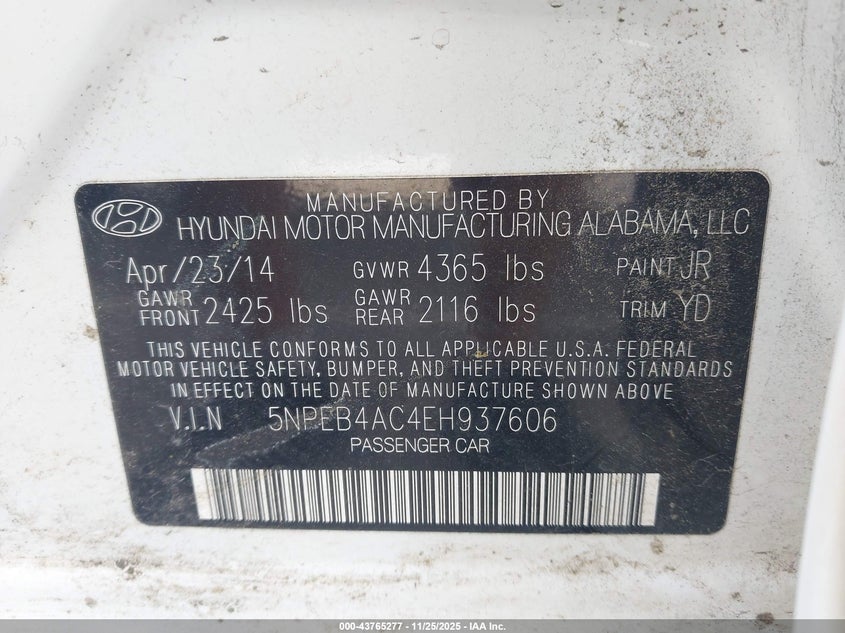 MANUFACTURED BY
HYUNDAI MOTOR MANUFACTURING ALABAMA, LLC
Apr/23/14 GVWR 4365 lbs PAINT JR
GAWR FRONT 2425 lbs GAWR REAR 2116 lbs TRIM YD
THIS VEHICLE CONFORMS TO ALL APPLICABLE U.S.A. FEDERAL
MOTOR VEHICLE SAFETY, BUMPER, AND THEFT PREVENTION STANDARDS
IN EFFECT ON THE DATE OF MANUFACTURE SHOWN ABOVE
V.I.N 5NPEB4AC4EH937606
PASSENGER CAR
000-43765277 - 11/25/2025 - IAA Inc.